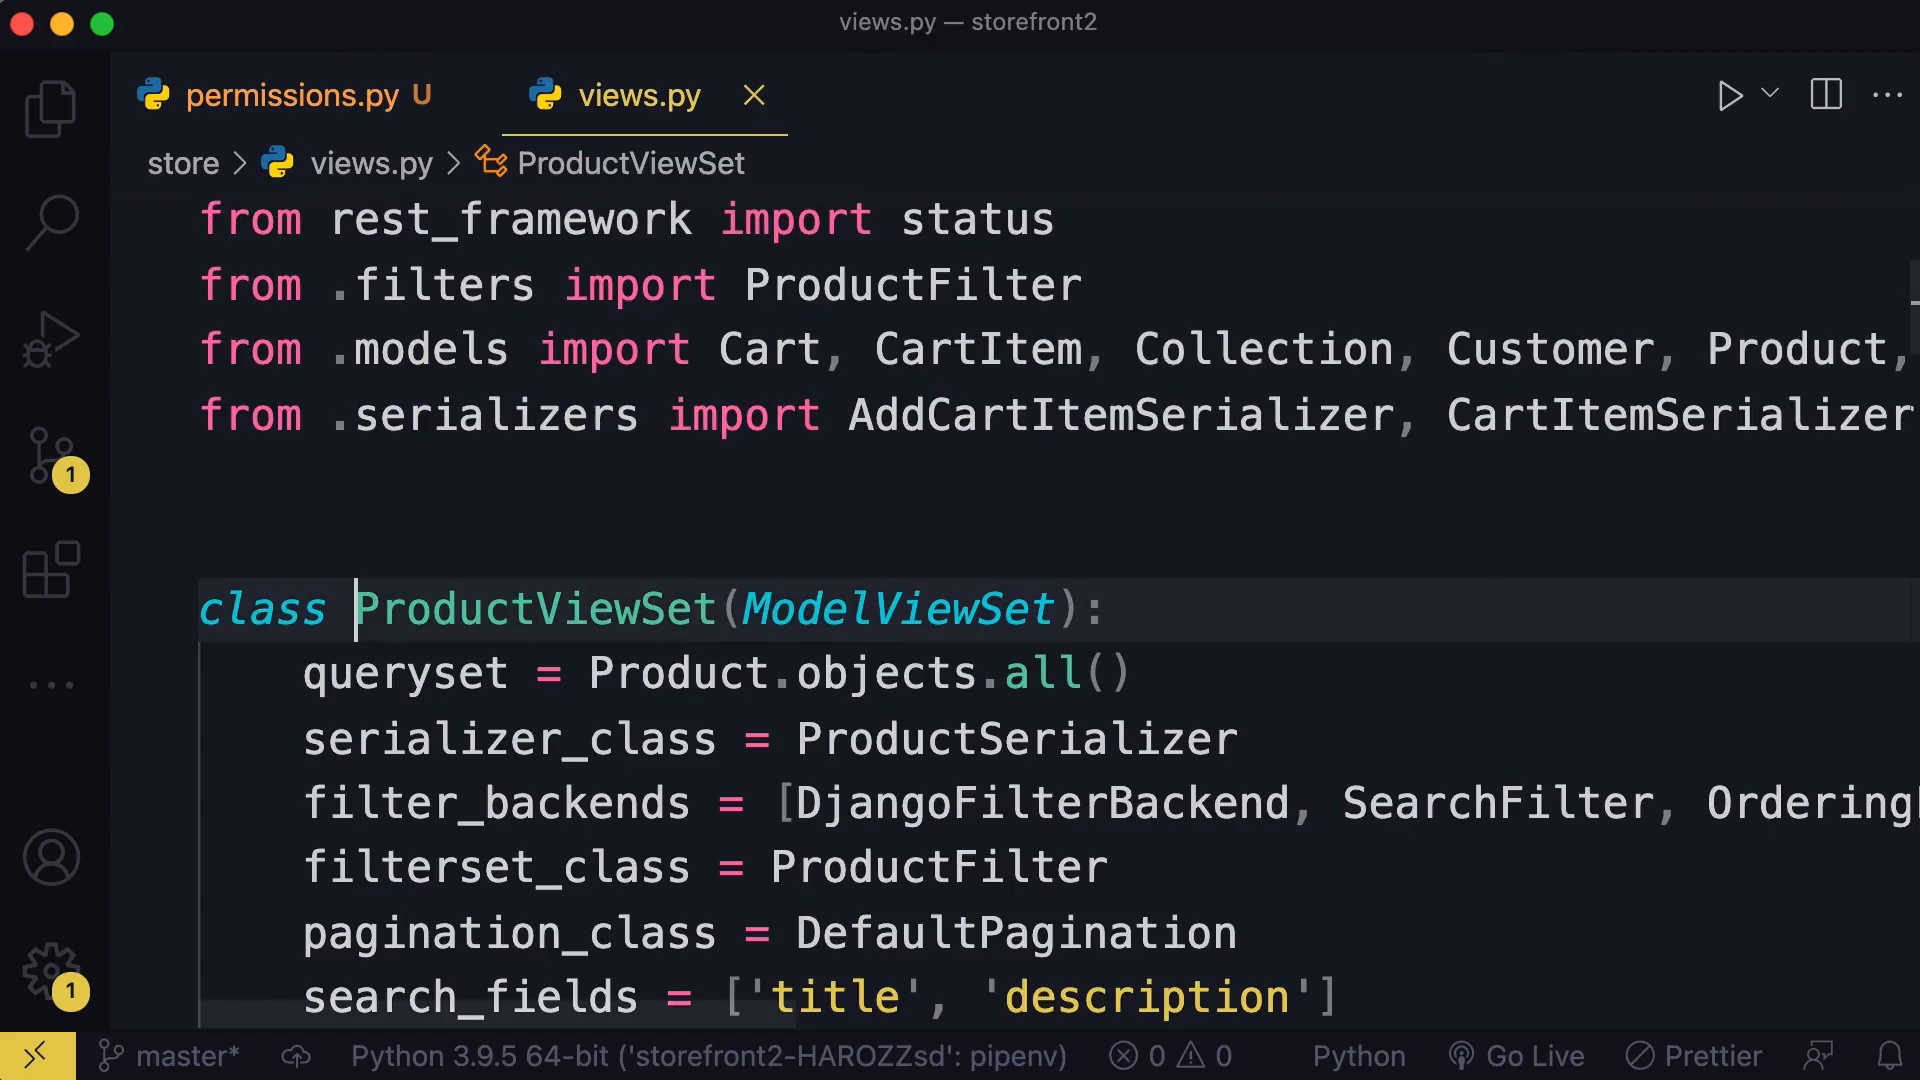 views.py — storefront2
permissions.py U
views.py
store > views.py > ProductViewSet
from rest_framework import status
from .filters import ProductFilter
from .models import Cart, CartItem, Collection, Customer, Product,
from .serializers import AddCartItemSerializer, CartItemSerializer
class ProductViewSet(ModelViewSet):
queryset = Product.objects.all()
serializer_class = ProductSerializer
filter_backends = [DjangoFilterBackend, SearchFilter, Ordering
filterset_class = ProductFilter
pagination_class = DefaultPagination
search_fields = ['title', 'description']
1
1
master* Python 3.9.5 64-bit ('storefront2-HAROZZsd': pipenv) 0 0 Python Go Live Prettier